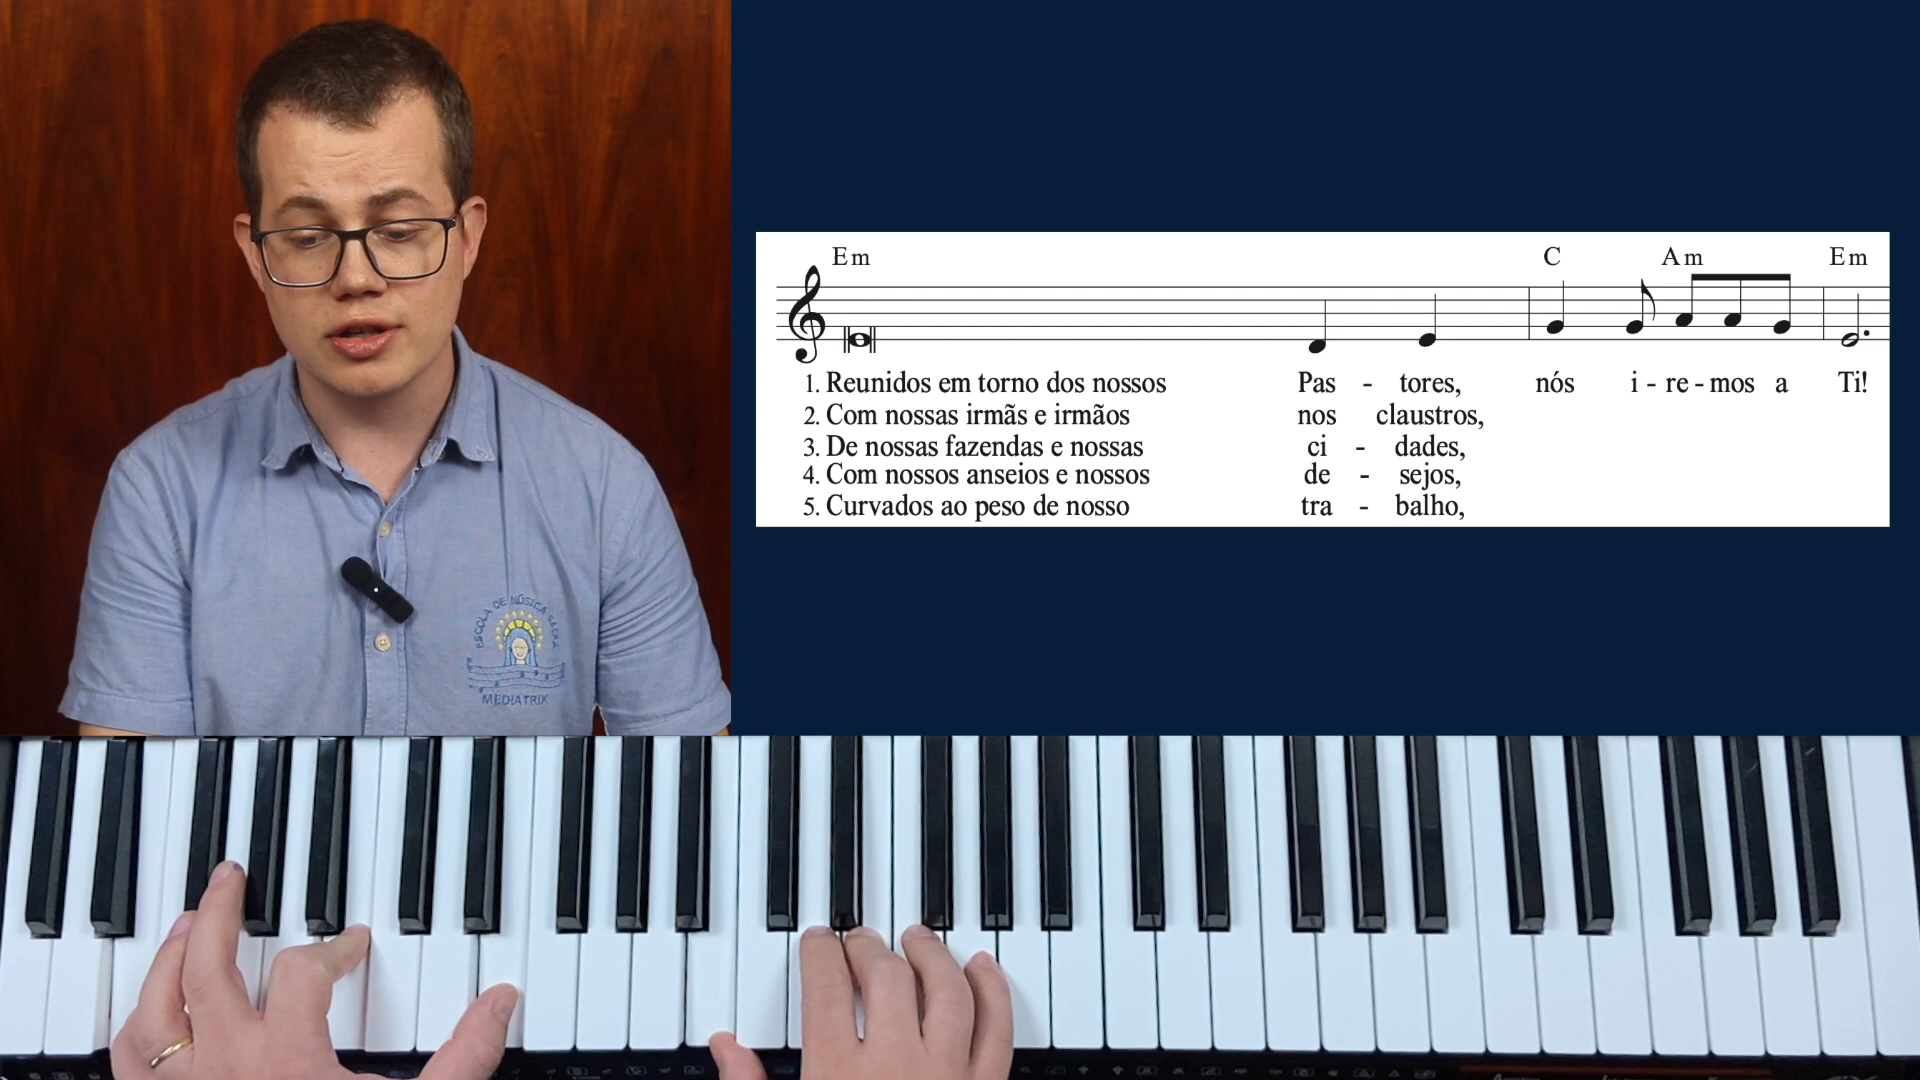 Em C Am Em
1. Reunidos em torno dos nossos Pas - tores, nós i - re - mos a Ti!
2. Com nossas irmãs e irmãos nos claustros,
3. De nossas fazendas e nossas ci - dades,
4. Com nossos anseios e nossos de - sejos,
5. Curvados ao peso de nosso tra - balho,
ESCOLA DE MÚSICA SACRA
MEDIATRIX